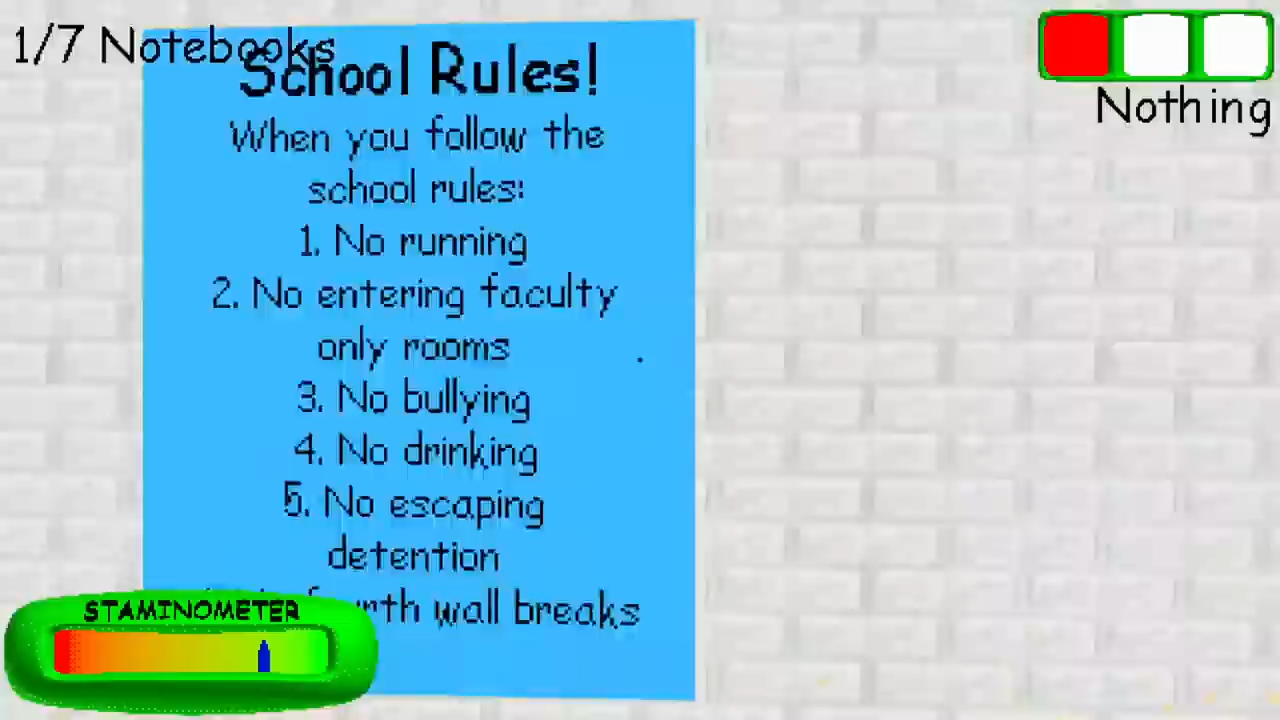 1/7 Notebooks
Nothing
School Rules!
When you follow the
school rules:
1. No running
2. No entering faculty
only rooms
3. No bullying
4. No drinking
5. No escaping
detention
wall breaks
STAMINOMETER